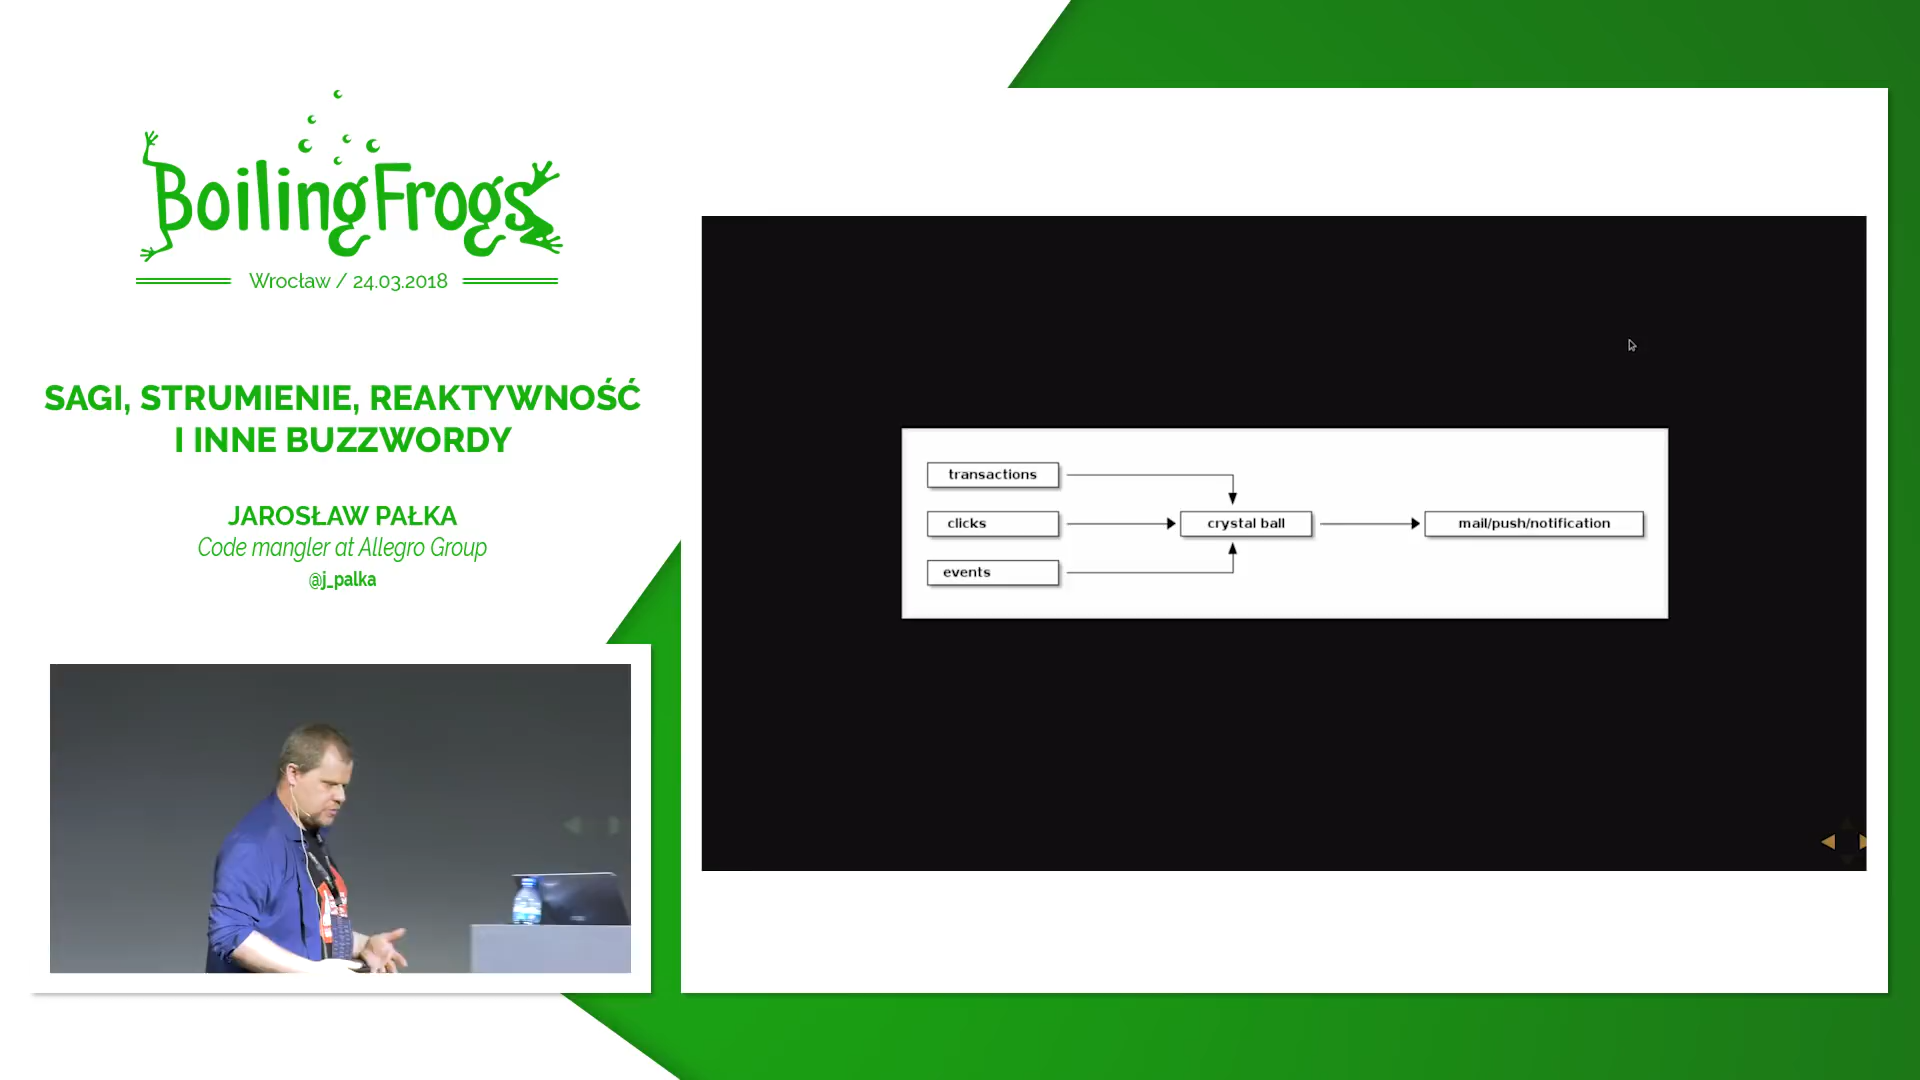 BoilingFrogs
Wrocław / 24.03.2018
SAGI, STRUMIENIE, REAKTYWNOŚĆ
I INNE BUZZWORDY
JAROSŁAW PAŁKA
Code mangler at Allegro Group
@j_palka
transactions
clicks
events
crystal ball
mail/push/notification